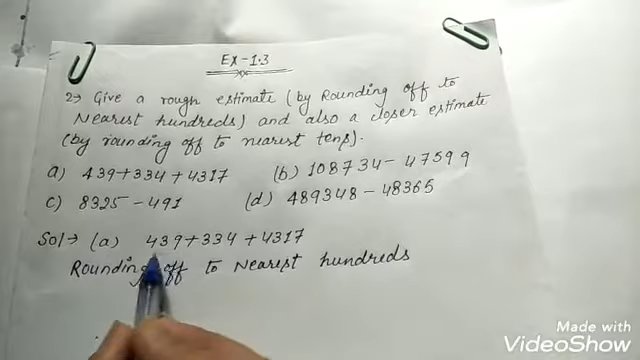 Ex-1.3
2→ Give a rough estimate (by Rounding off to
Nearest hundreds) and also a closer estimate
(by rounding off to nearest tens).
a) 439+334+4317 (b) 108734-47599
c) 8325-491 (d) 489348-48365
Sol→ (a) 439+334+4317
Rounding off to Nearest hundreds
Made with
VideoShow